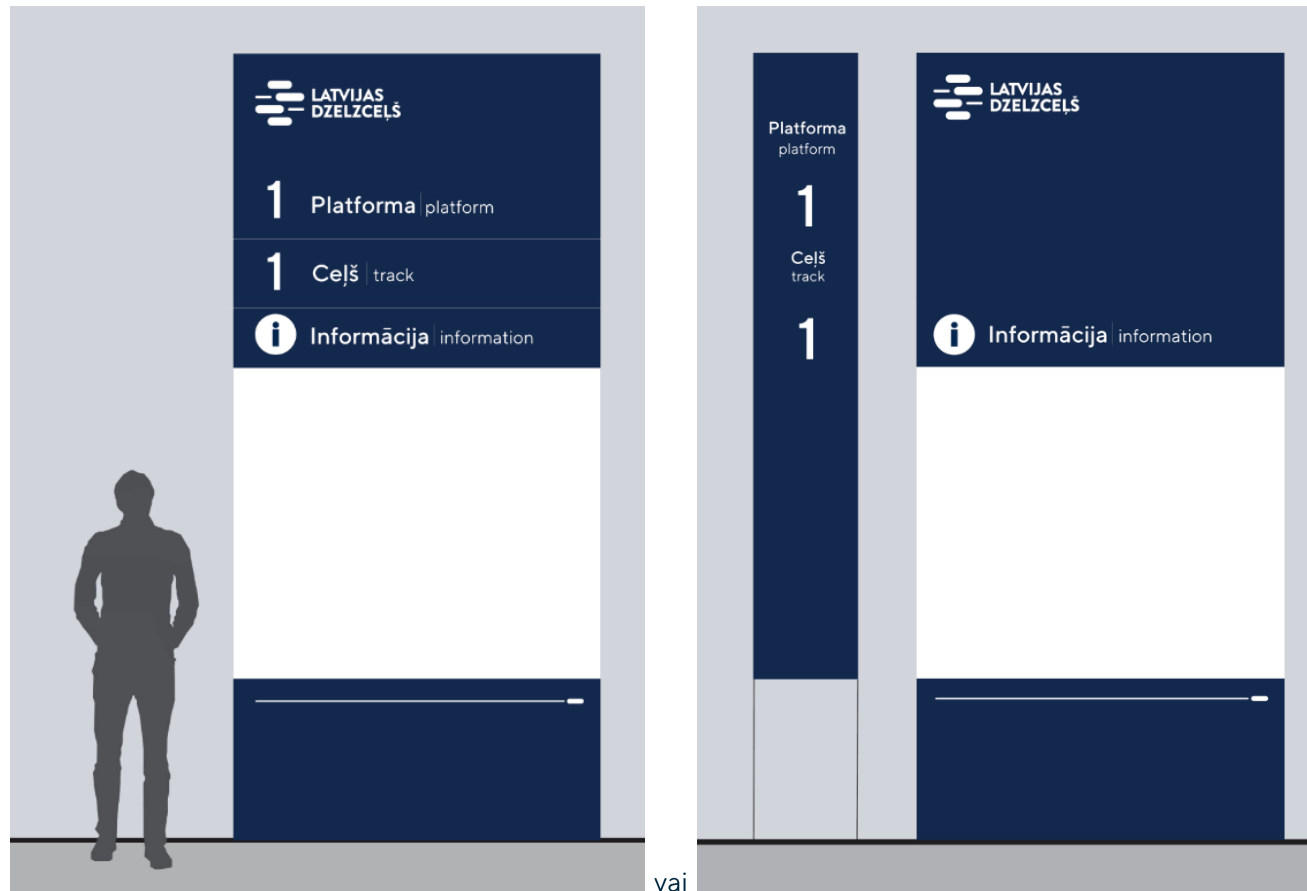 LATVIJAS
DZELZCEĻŠ
1 Platforma platform
1 Ceļš track
i Informācija information
vai
Platforma
platform
1
Ceļš
track
1
LATVIJAS
DZELZCEĻŠ
i Informācija information